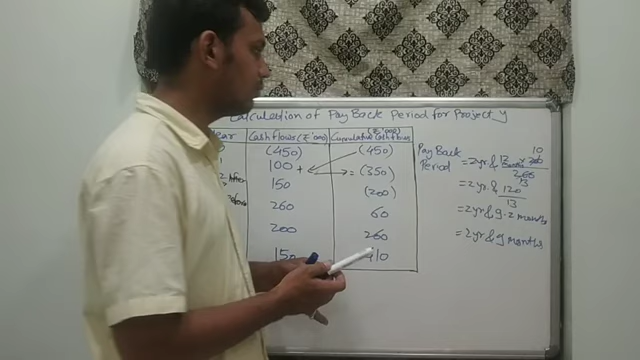 Calculation of Pay Back Period for Project y
Year Cash flows (₹'000) Cumulative Cash flows (₹'000)
(450) (450)
100 + = (350)
150 (200)
260 60
200 260
150 410
Pay Back Period = 2 yr &
= 2 yr & 120
13
= 2 yr & 9.2 months
= 2 yr & 9 months